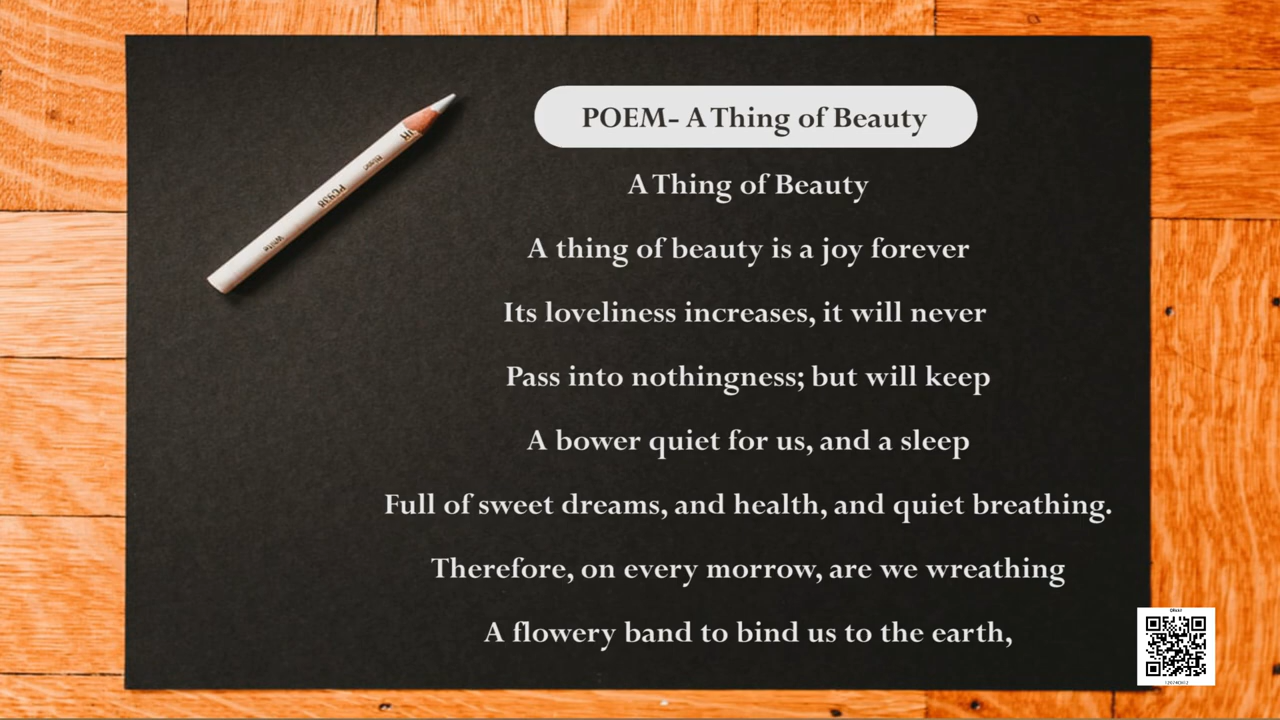 POEM- A Thing of Beauty
A Thing of Beauty
A thing of beauty is a joy forever
Its loveliness increases, it will never
Pass into nothingness; but will keep
A bower quiet for us, and a sleep
Full of sweet dreams, and health, and quiet breathing.
Therefore, on every morrow, are we wreathing
A flowery band to bind us to the earth,
White PC938